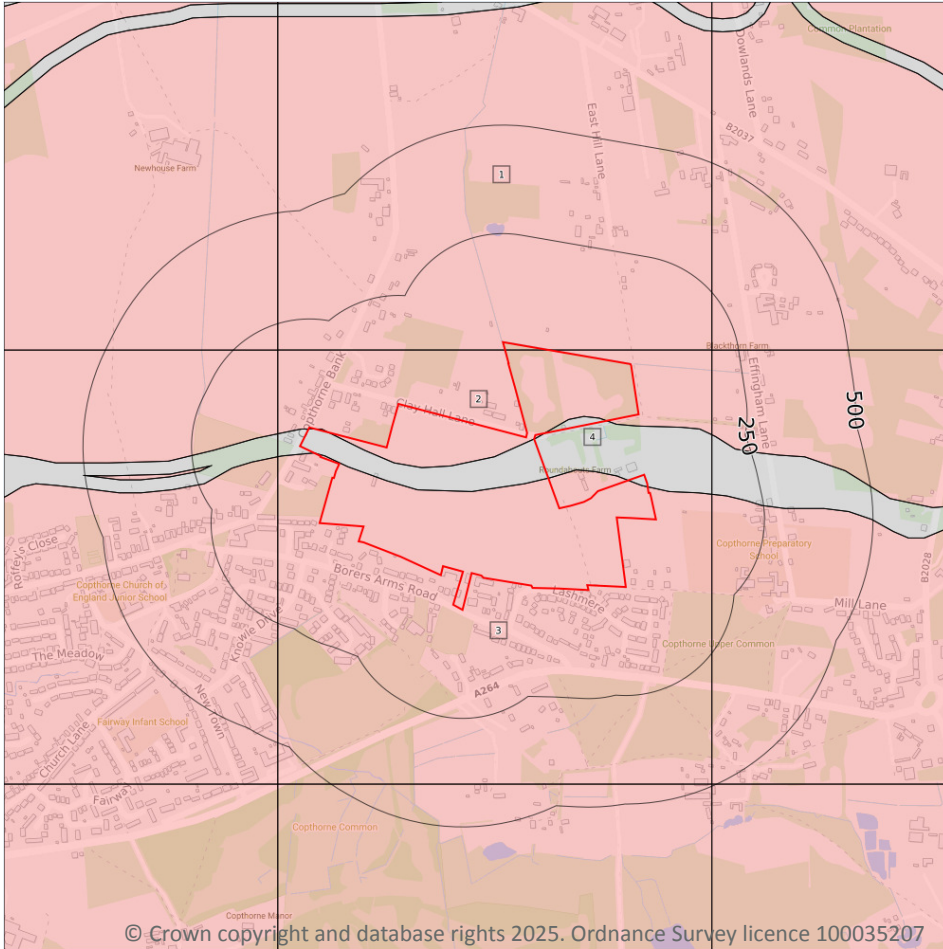 Common Plantation
Dowlands Lane
B2037
East Hill Lane
Newhouse Farm
1
Blackthorn Farm
Effingham Lane
500
250
Copthorne Bank
2
Clay Hall Lane
4
Roundabouts Farm
Roffey's Close
Copthorne Church of
England Junior School
Borers Arms Road
Copthorne Preparatory
School
B2028
Cashmere
Mill Lane
Knowle Drive
3
Copthorne Upper Common
The Meadow
A264
New Town
Fairway Infant School
Church Lane
Fairway
Copthorne Common
Copthorne Manor
© Crown copyright and database rights 2025. Ordnance Survey licence 100035207